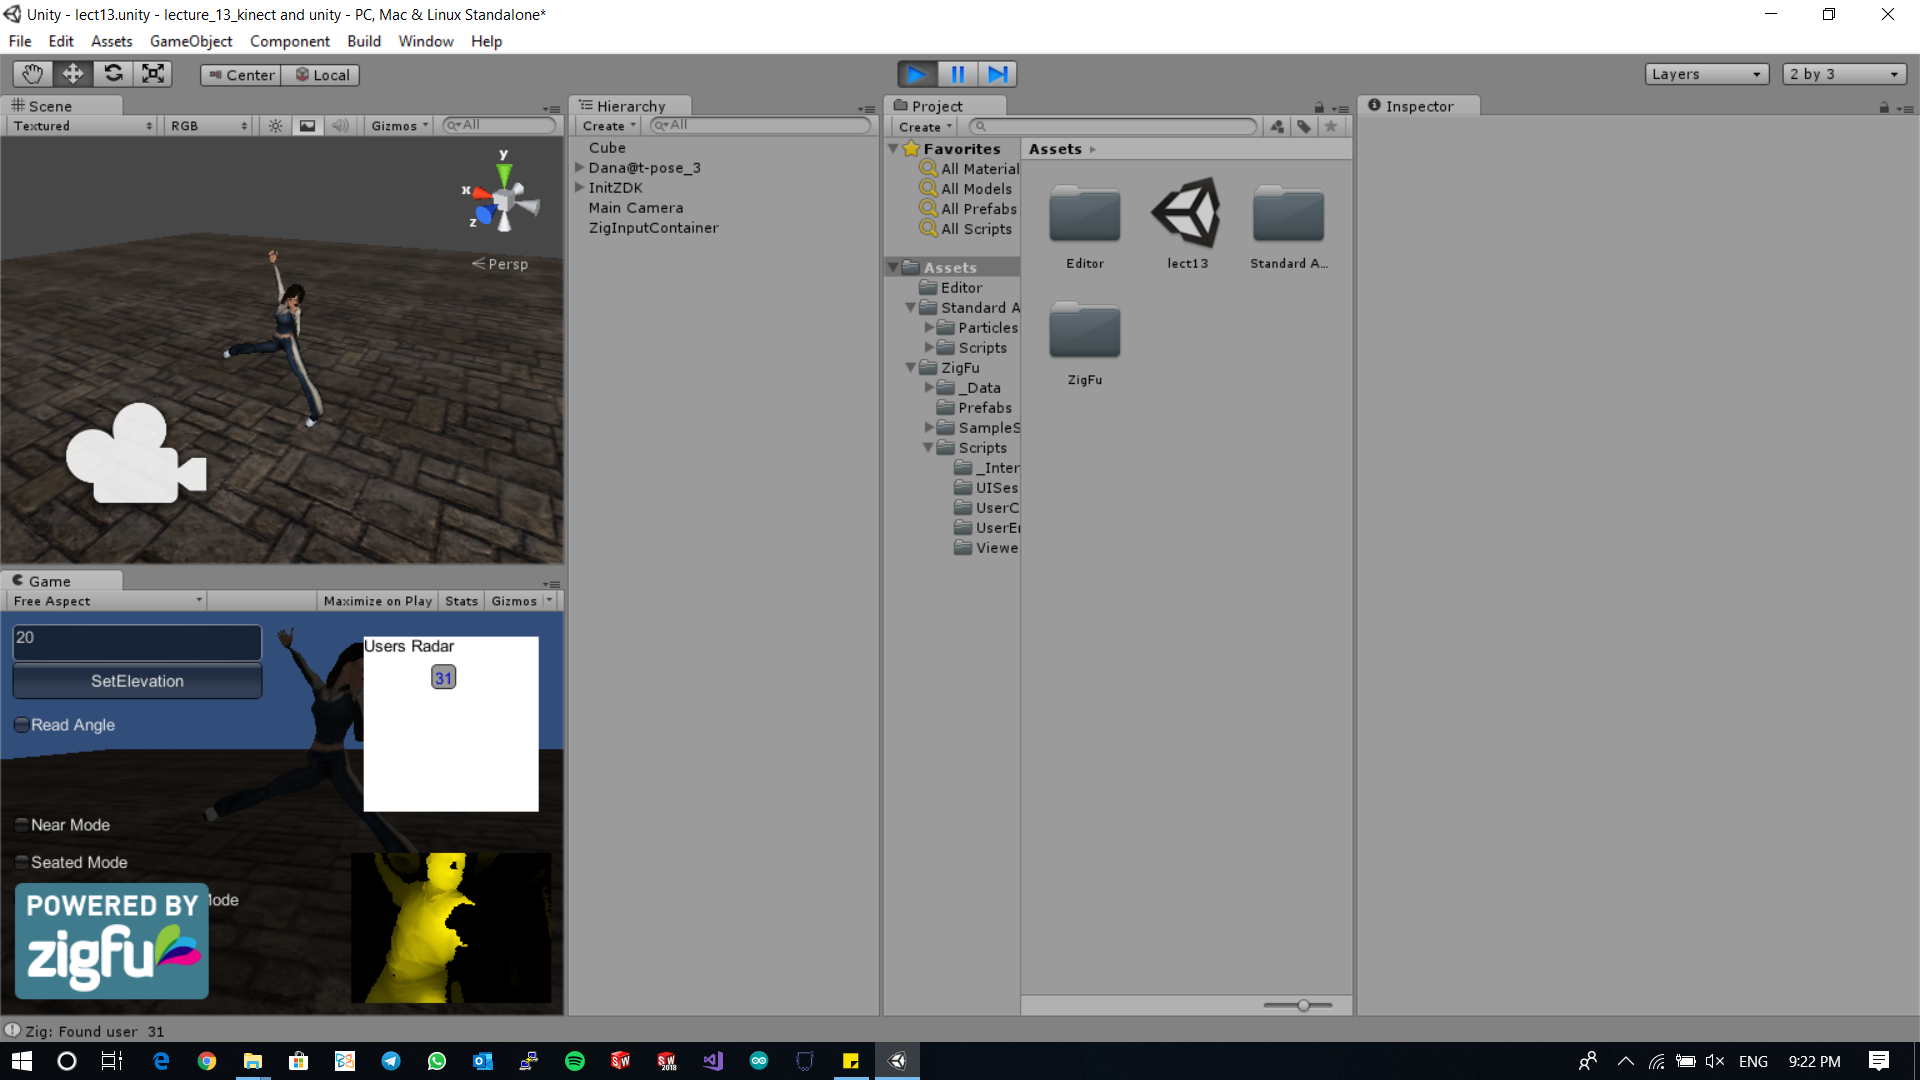 Unity - lect13.unity - lecture_13_kinect and unity - PC, Mac & Linux Standalone*
File Edit Assets GameObject Component Build Window Help
Center Local
Layers 2 by 3
Scene
Textured RGB Gizmos All
y
x
z
Persp
Hierarchy
Create All
Cube
Dana@t-pose_3
InitZDK
Main Camera
ZigInputContainer
Project
Create
Favorites
All Material
All Models
All Prefabs
All Scripts
Assets
Editor
Standard A
Particles
Scripts
ZigFu
_Data
Prefabs
SampleS
Scripts
_Inter
UISes
UserC
UserE
Viewe
Assets
Editor lect13 Standard A...
ZigFu
Inspector
Game
Free Aspect Maximize on Play Stats Gizmos
20
SetElevation
Read Angle
Near Mode
Seated Mode
Mode
Users Radar
31
POWERED BY
zigfu
Zig: Found user 31
SW SW 2018
ENG 9:22 PM